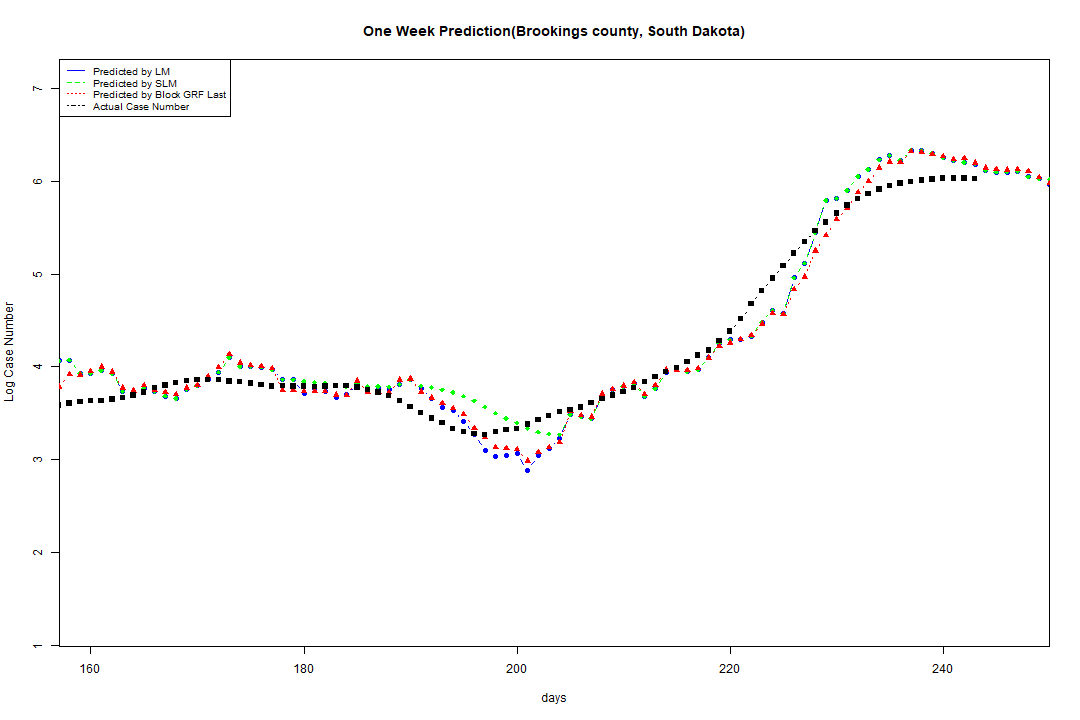 One Week Prediction(Brookings county, South Dakota)
Predicted by LM
Predicted by SLM
Predicted by Block GRF Last
Actual Case Number
7
6
5
4
3
2
1
Log Case Number
160 180 200 220 240
days